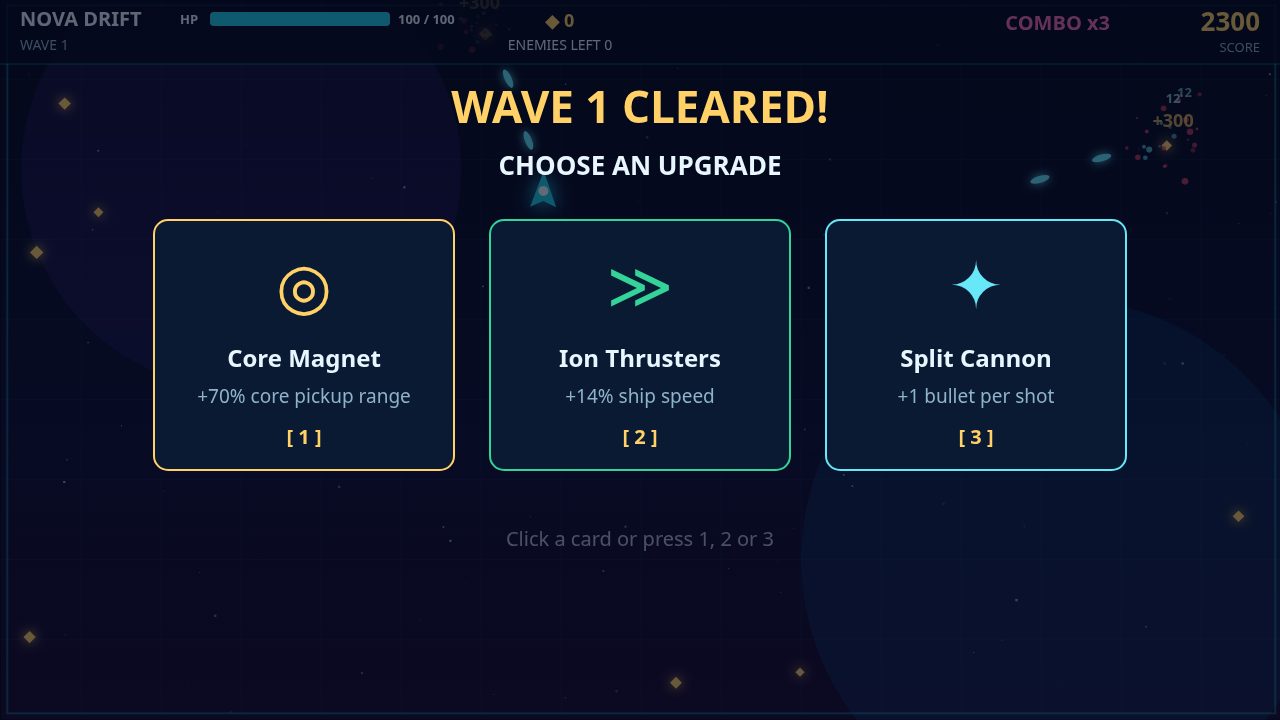 +300
NOVA DRIFT
HP
100 / 100
◆ 0
COMBO x3
2300
WAVE 1
ENEMIES LEFT 0
SCORE
WAVE 1 CLEARED!
12
12
+300
CHOOSE AN UPGRADE
Core Magnet
+70% core pickup range
[ 1 ]
Ion Thrusters
+14% ship speed
[ 2 ]
Split Cannon
+1 bullet per shot
[ 3 ]
Click a card or press 1, 2 or 3